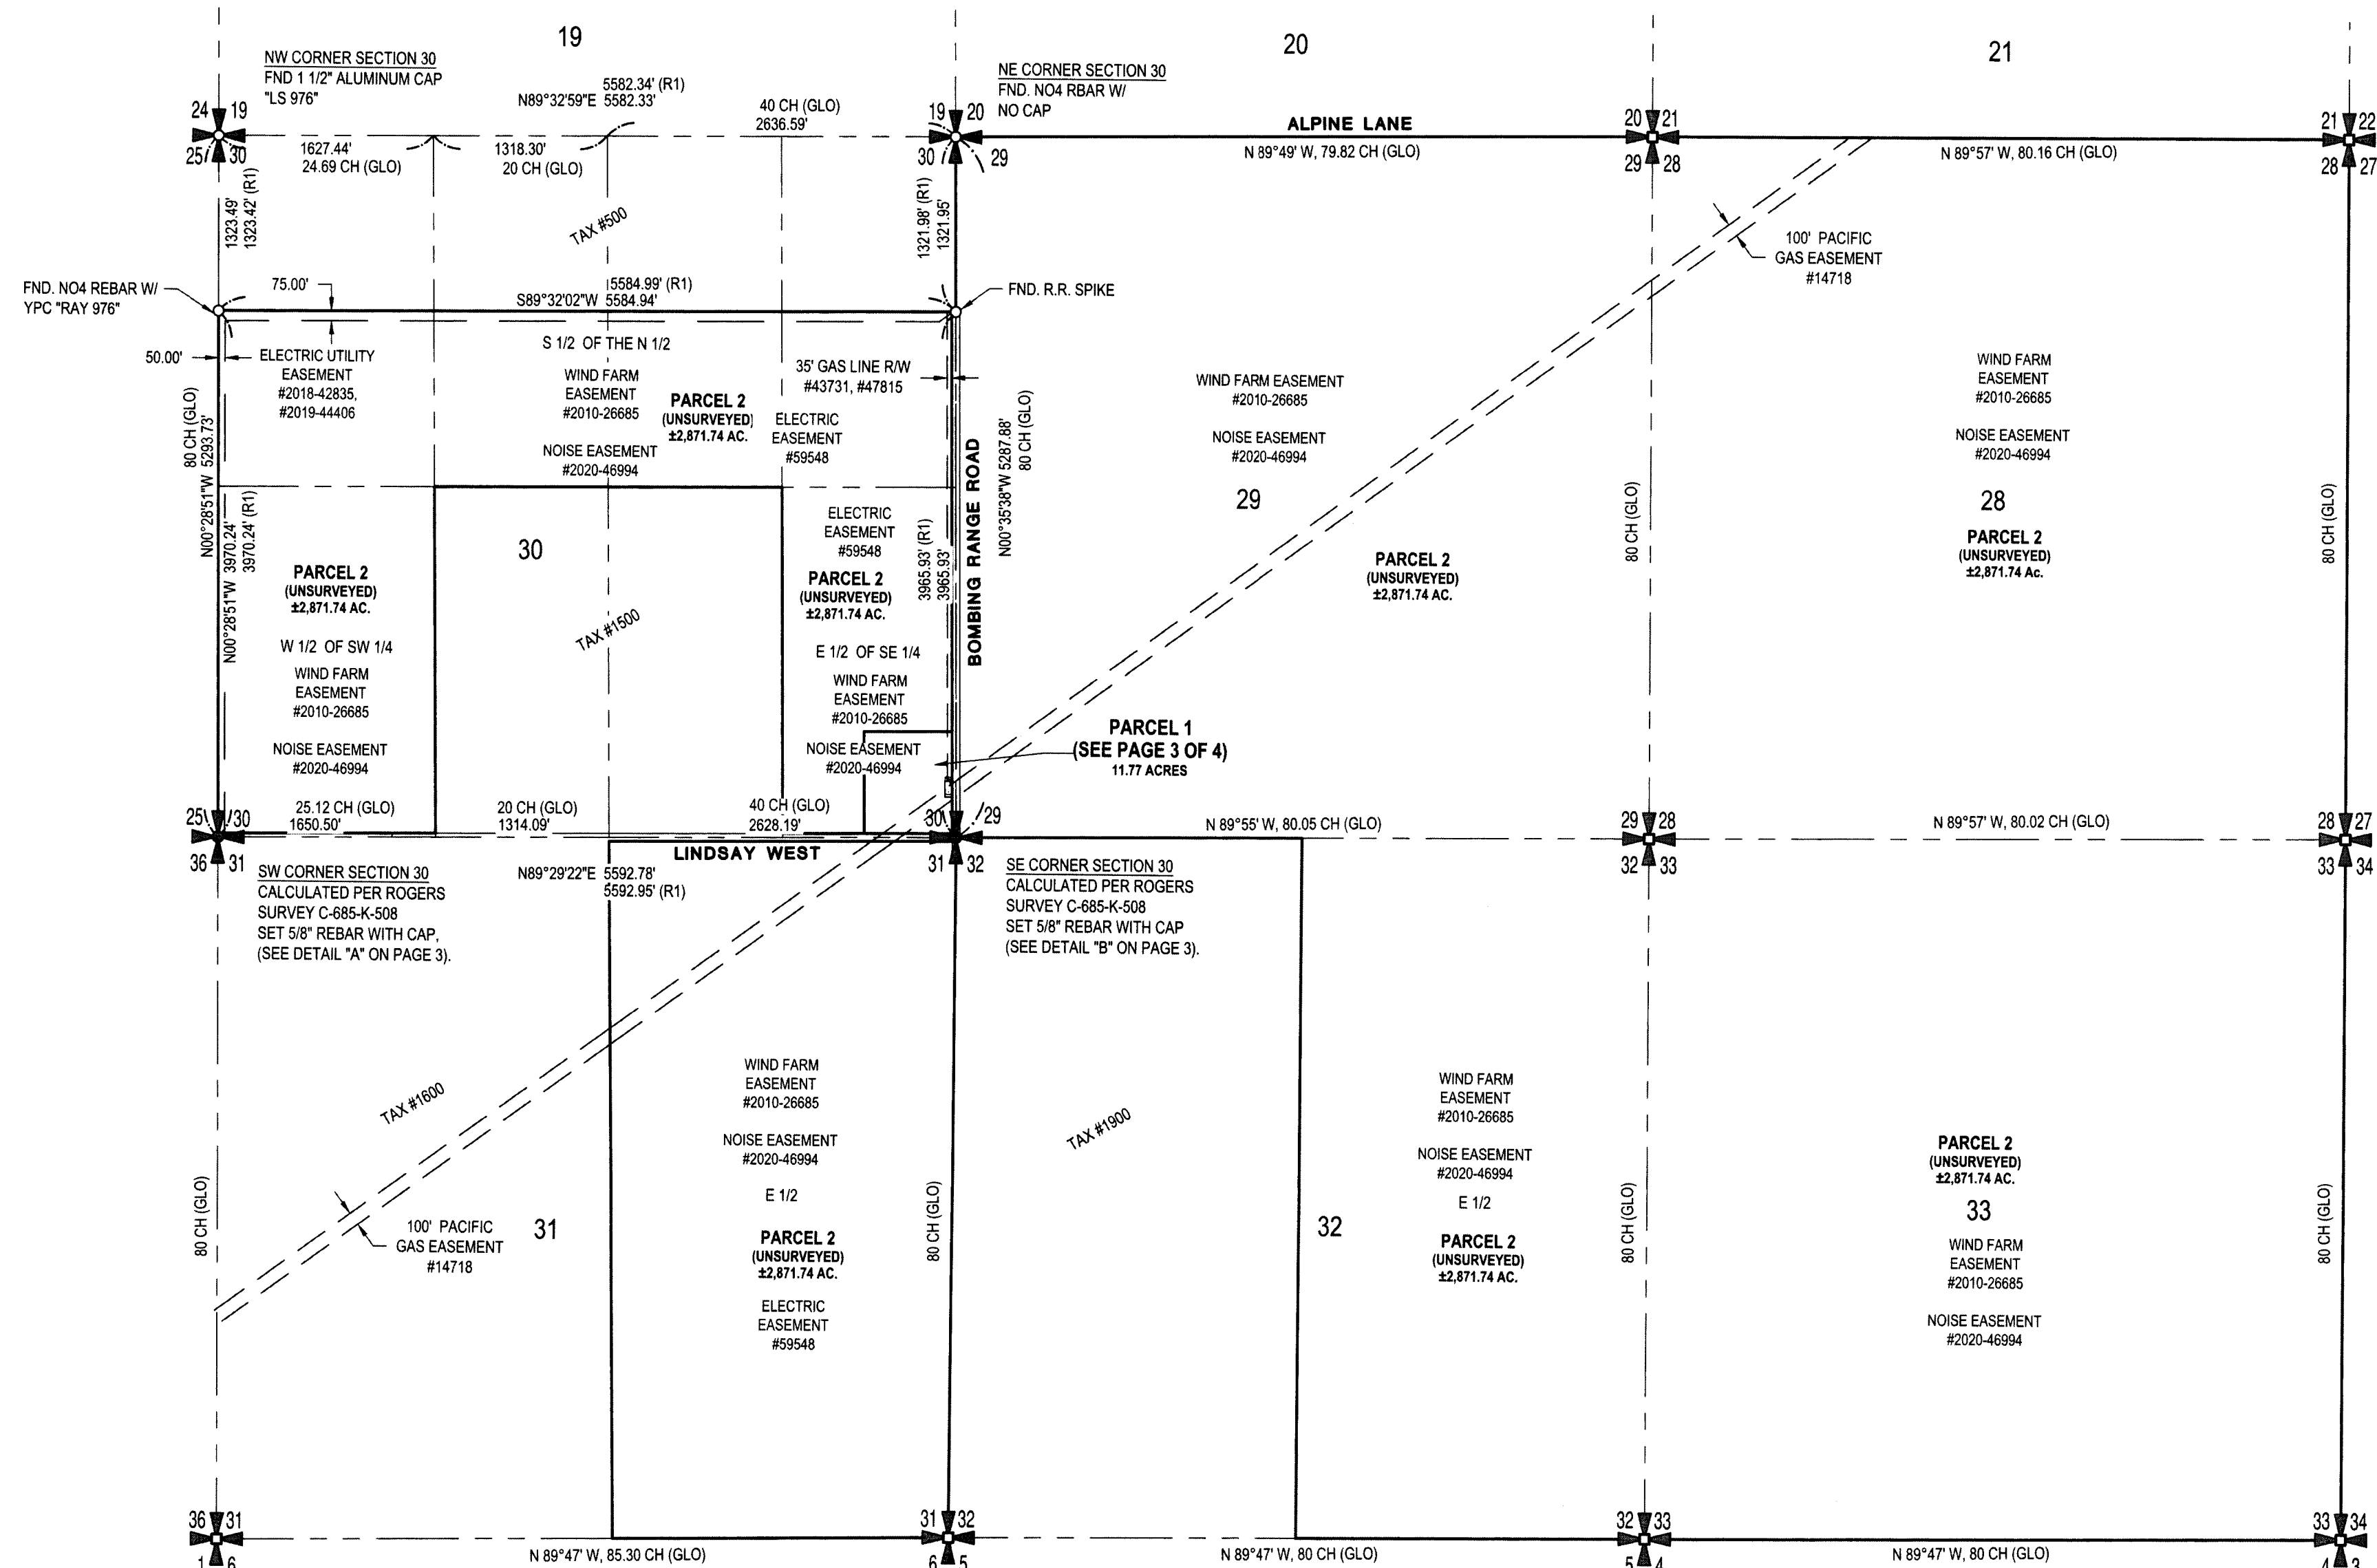 19
20
21
NW CORNER SECTION 30
FND 1 1/2" ALUMINUM CAP
"LS 976"
5582.34' (R1)
N89°32'59"E 5582.33'
40 CH (GLO)
2636.59'
NE CORNER SECTION 30
FND. NO4 RBAR W/
NO CAP
24 19
25 30
19 20
30 29
20 21
29 28
21 22
28 27
1627.44'
24.69 CH (GLO)
1318.30'
20 CH (GLO)
ALPINE LANE
N 89°49' W, 79.82 CH (GLO)
N 89°57' W, 80.16 CH (GLO)
1323.49'
1323.42' (R1)
TAX #500
1321.98' (R1)
1321.95'
100' PACIFIC
GAS EASEMENT
#14718
FND. NO4 REBAR W/
YPC "RAY 976"
75.00'
5584.99' (R1)
S89°32'02"W 5584.94'
FND. R.R. SPIKE
50.00'
ELECTRIC UTILITY
EASEMENT
#2018-42835,
#2019-44406
S 1/2 OF THE N 1/2
WIND FARM
EASEMENT
#2010-26685
NOISE EASEMENT
#2020-46994
PARCEL 2
(UNSURVEYED)
±2,871.74 AC.
35' GAS LINE R/W
#43731, #47815
ELECTRIC
EASEMENT
#59548
80 CH (GLO)
N00°28'51"W 5293.73'
N00°28'51"W 3970.24'
3970.24' (R1)
BOMBING RANGE ROAD
N00°35'38"W 5287.88'
80 CH (GLO)
3965.93' (R1)
3965.93'
WIND FARM EASEMENT
#2010-26685
NOISE EASEMENT
#2020-46994
29
PARCEL 2
(UNSURVEYED)
±2,871.74 AC.
80 CH (GLO)
WIND FARM
EASEMENT
#2010-26685
NOISE EASEMENT
#2020-46994
28
PARCEL 2
(UNSURVEYED)
±2,871.74 Ac.
80 CH (GLO)
PARCEL 2
(UNSURVEYED)
±2,871.74 AC.
W 1/2 OF SW 1/4
WIND FARM
EASEMENT
#2010-26685
NOISE EASEMENT
#2020-46994
30
TAX #1500
ELECTRIC
EASEMENT
#59548
PARCEL 2
(UNSURVEYED)
±2,871.74 AC.
E 1/2 OF SE 1/4
WIND FARM
EASEMENT
#2010-26685
NOISE EASEMENT
#2020-46994
PARCEL 1
(SEE PAGE 3 OF 4)
11.77 ACRES
25.12 CH (GLO)
1650.50'
20 CH (GLO)
1314.09'
40 CH (GLO)
2628.19'
N 89°55' W, 80.05 CH (GLO)
N 89°57' W, 80.02 CH (GLO)
25 30
36 31
30 29
31 32
29 28
32 33
28 27
33 34
LINDSAY WEST
N89°29'22"E 5592.78'
5592.95' (R1)
SW CORNER SECTION 30
CALCULATED PER ROGERS
SURVEY C-685-K-508
SET 5/8" REBAR WITH CAP,
(SEE DETAIL "A" ON PAGE 3).
SE CORNER SECTION 30
CALCULATED PER ROGERS
SURVEY C-685-K-508
SET 5/8" REBAR WITH CAP
(SEE DETAIL "B" ON PAGE 3).
TAX #1600
80 CH (GLO)
100' PACIFIC
GAS EASEMENT
#14718
31
WIND FARM
EASEMENT
#2010-26685
NOISE EASEMENT
#2020-46994
E 1/2
PARCEL 2
(UNSURVEYED)
±2,871.74 AC.
ELECTRIC
EASEMENT
#59548
80 CH (GLO)
TAX #1900
32
WIND FARM
EASEMENT
#2010-26685
NOISE EASEMENT
#2020-46994
E 1/2
PARCEL 2
(UNSURVEYED)
±2,871.74 AC.
80 CH (GLO)
PARCEL 2
(UNSURVEYED)
±2,871.74 AC.
33
WIND FARM
EASEMENT
#2010-26685
NOISE EASEMENT
#2020-46994
80 CH (GLO)
36 31
1 6
31 32
6 5
32 33
5 4
33 34
4 3
N 89°47' W, 85.30 CH (GLO)
N 89°47' W, 80 CH (GLO)
N 89°47' W, 80 CH (GLO)